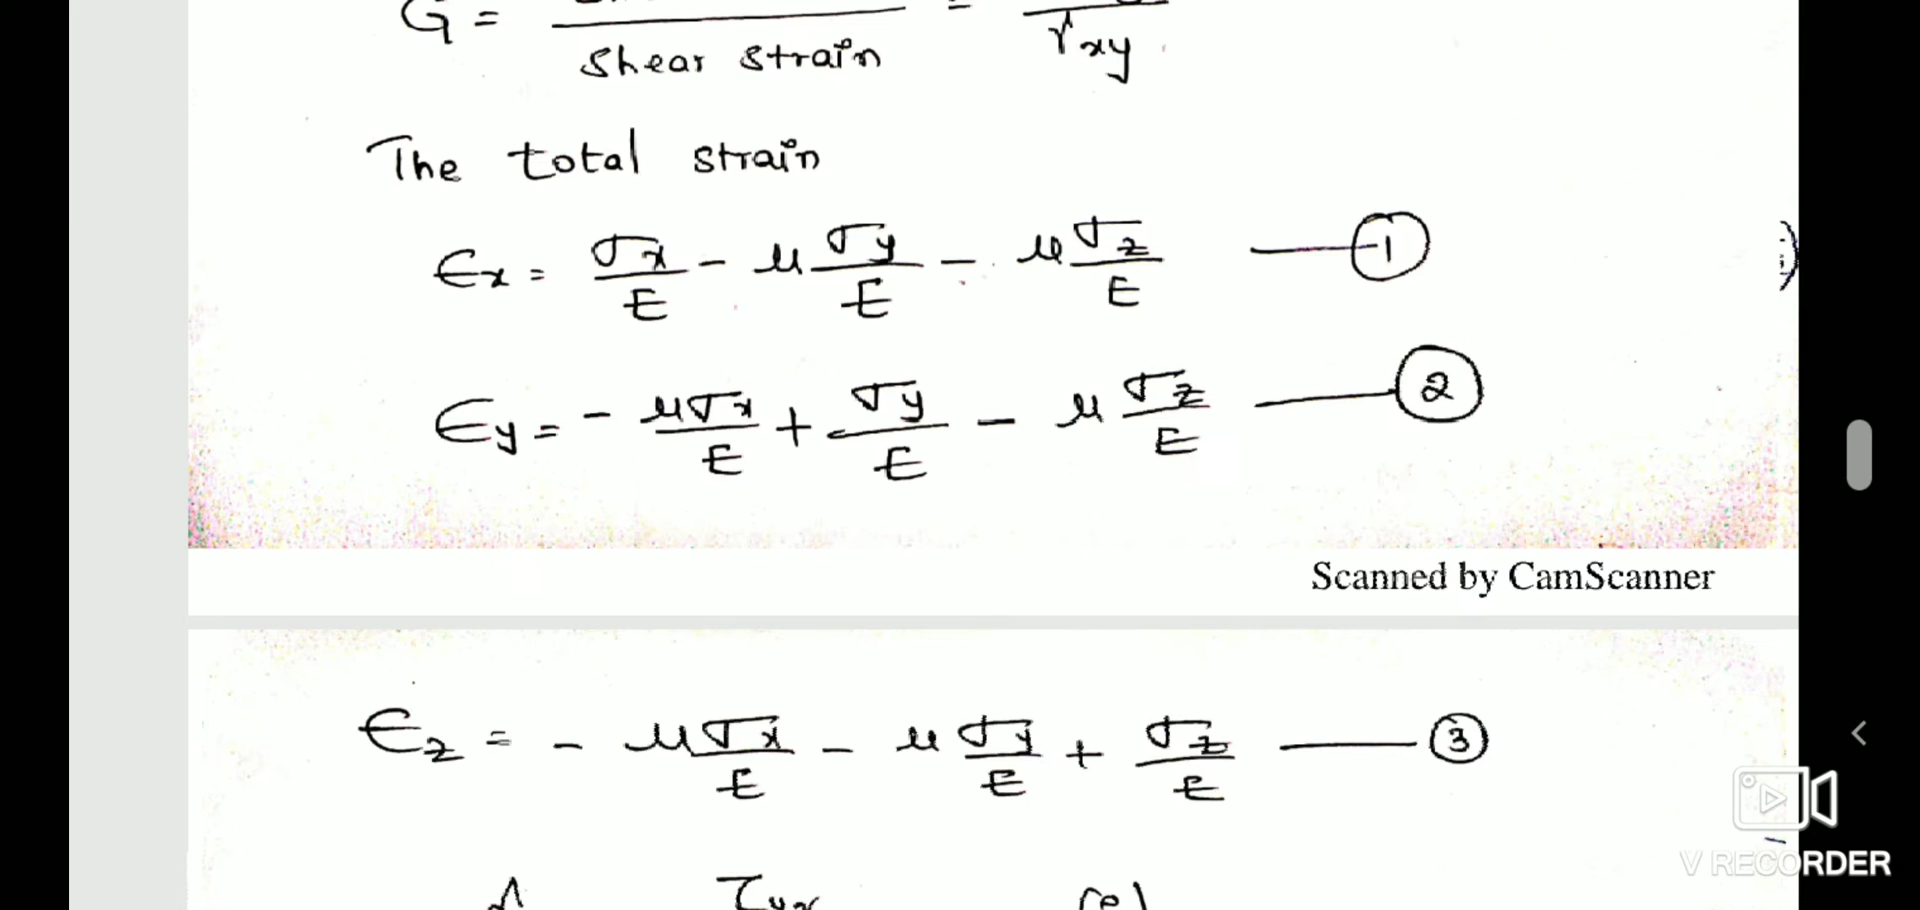 G =
Shear strain
γxy
The total strain
ϵx = σx/E - μ σy/E - μ σz/E —— ①
ϵy = - μσx/E + σy/E - μ σz/E —— ②
Scanned by CamScanner
ϵz = - μσx/E - μ σy/E + σz/E —— ③
V RECORDER